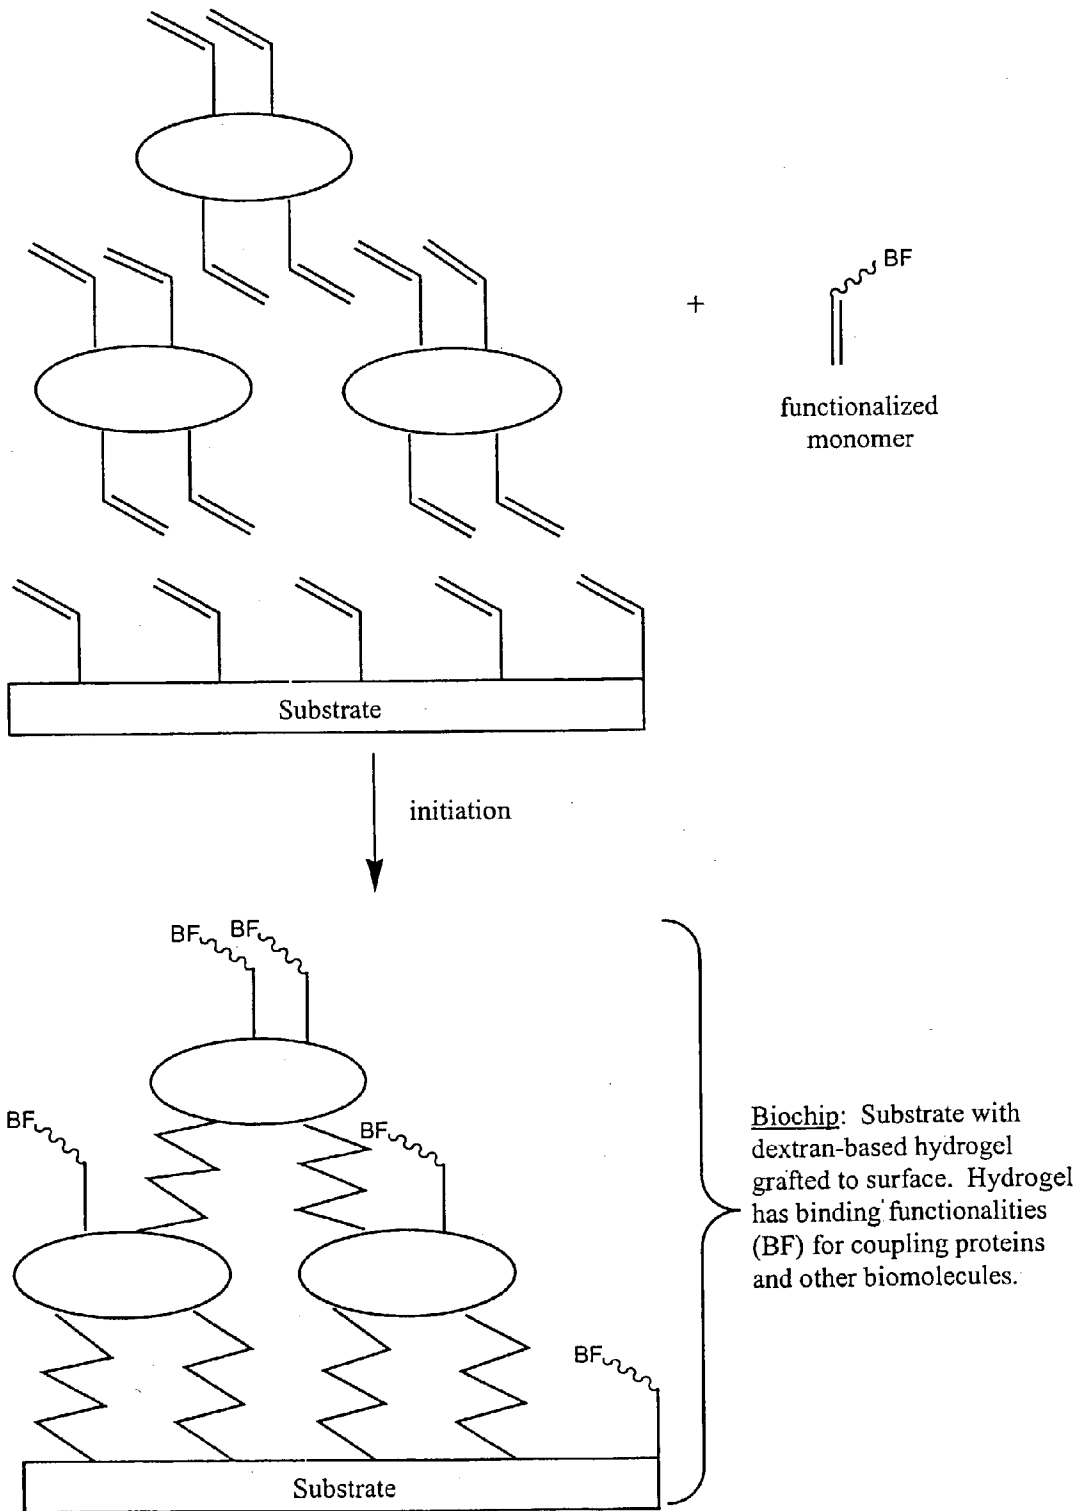 +
BF
functionalized
monomer
Substrate
initiation
BF BF
BF
BF
Biochip: Substrate with
dextran-based hydrogel
grafted to surface. Hydrogel
has binding functionalities
(BF) for coupling proteins
and other biomolecules.
BF
Substrate